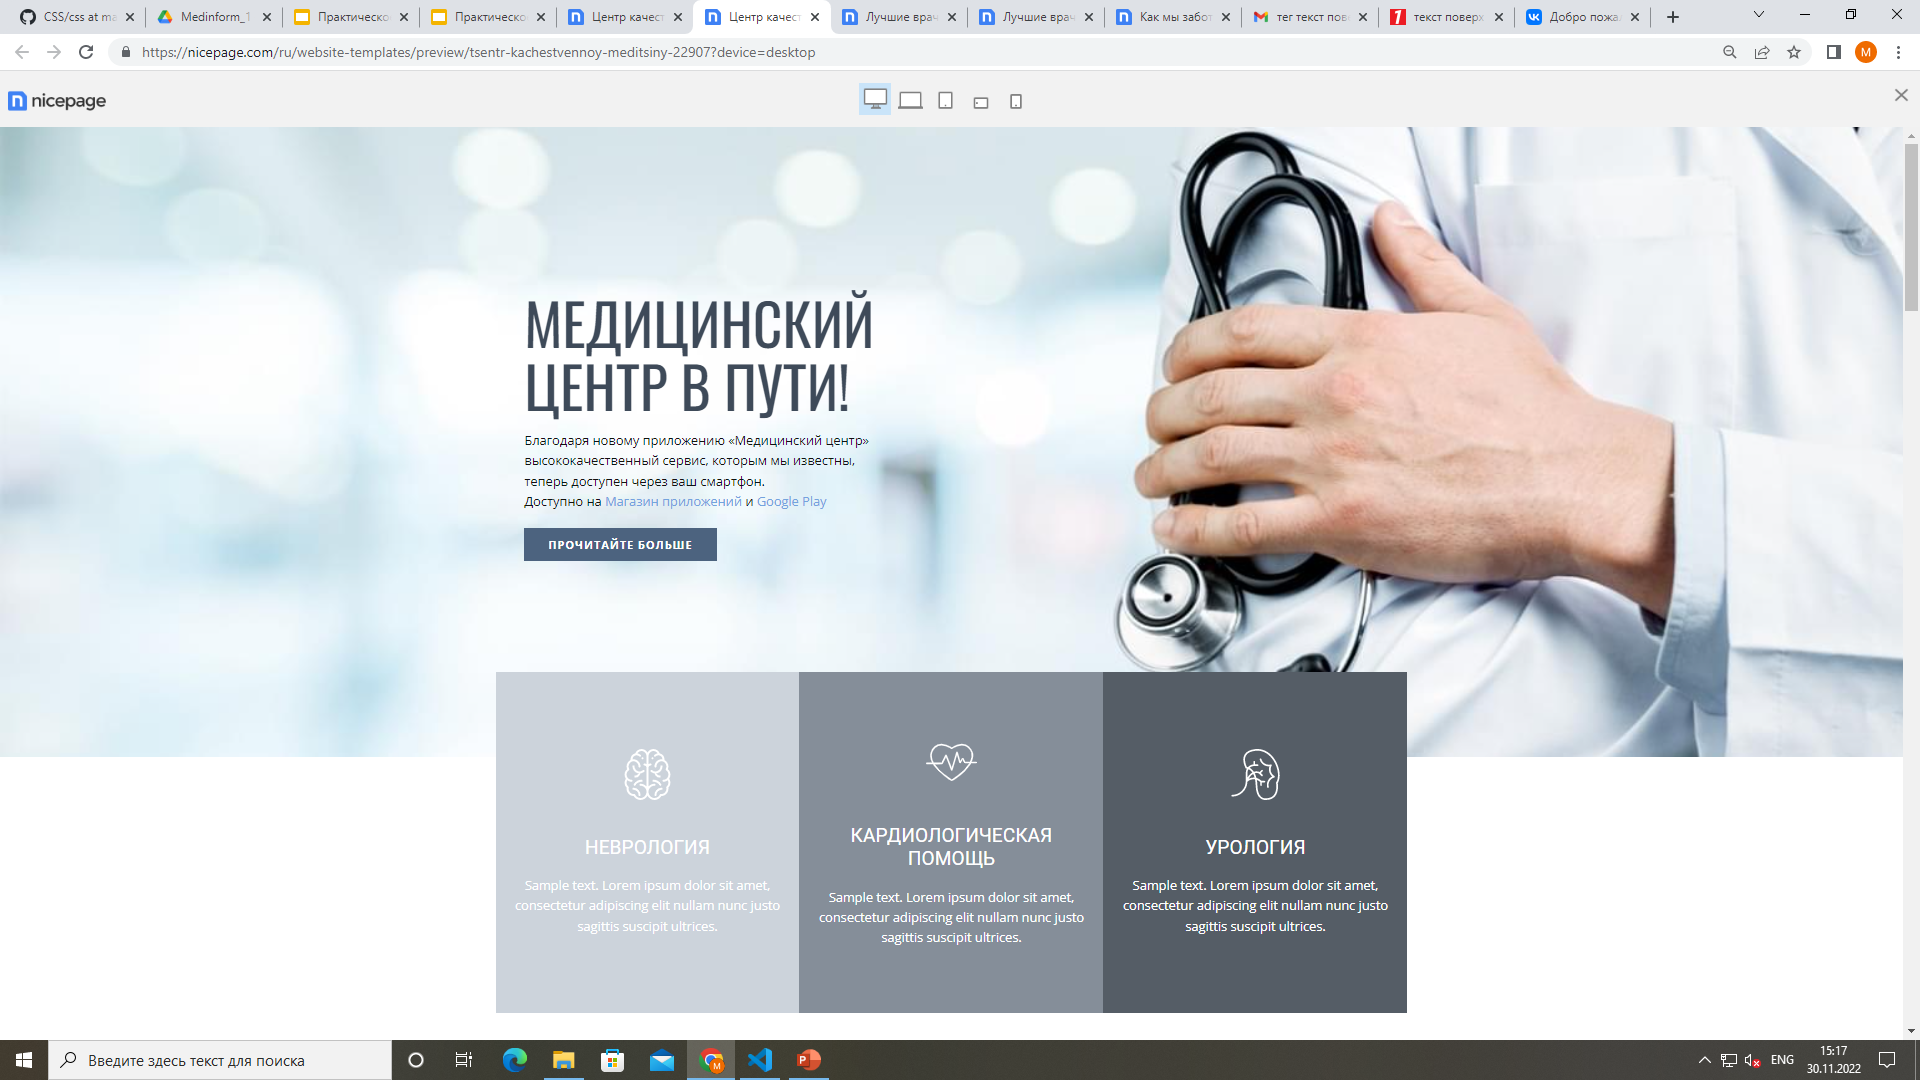 CSS/css at ma
Medinform_1
Практическо
Практическо
Центр качест
Центр качест
Лучшие врач
Лучшие врач
Как мы забот
тег текст пов
текст поверх
Добро пожал
https://nicepage.com/ru/website-templates/preview/tsentr-kachestvennoy-meditsiny-22907?device=desktop
M
nicepage
МЕДИЦИНСКИЙ
ЦЕНТР В ПУТИ!
Благодаря новому приложению «Медицинский центр»
высококачественный сервис, которым мы известны,
теперь доступен через ваш смартфон.
Доступно на Магазин приложений и Google Play
ПРОЧИТАЙТЕ БОЛЬШЕ
НЕВРОЛОГИЯ
Sample text. Lorem ipsum dolor sit amet,
consectetur adipiscing elit nullam nunc justo
sagittis suscipit ultrices.
КАРДИОЛОГИЧЕСКАЯ
ПОМОЩЬ
Sample text. Lorem ipsum dolor sit amet,
consectetur adipiscing elit nullam nunc justo
sagittis suscipit ultrices.
УРОЛОГИЯ
Sample text. Lorem ipsum dolor sit amet,
consectetur adipiscing elit nullam nunc justo
sagittis suscipit ultrices.
Введите здесь текст для поиска
ENG
15:17
30.11.2022